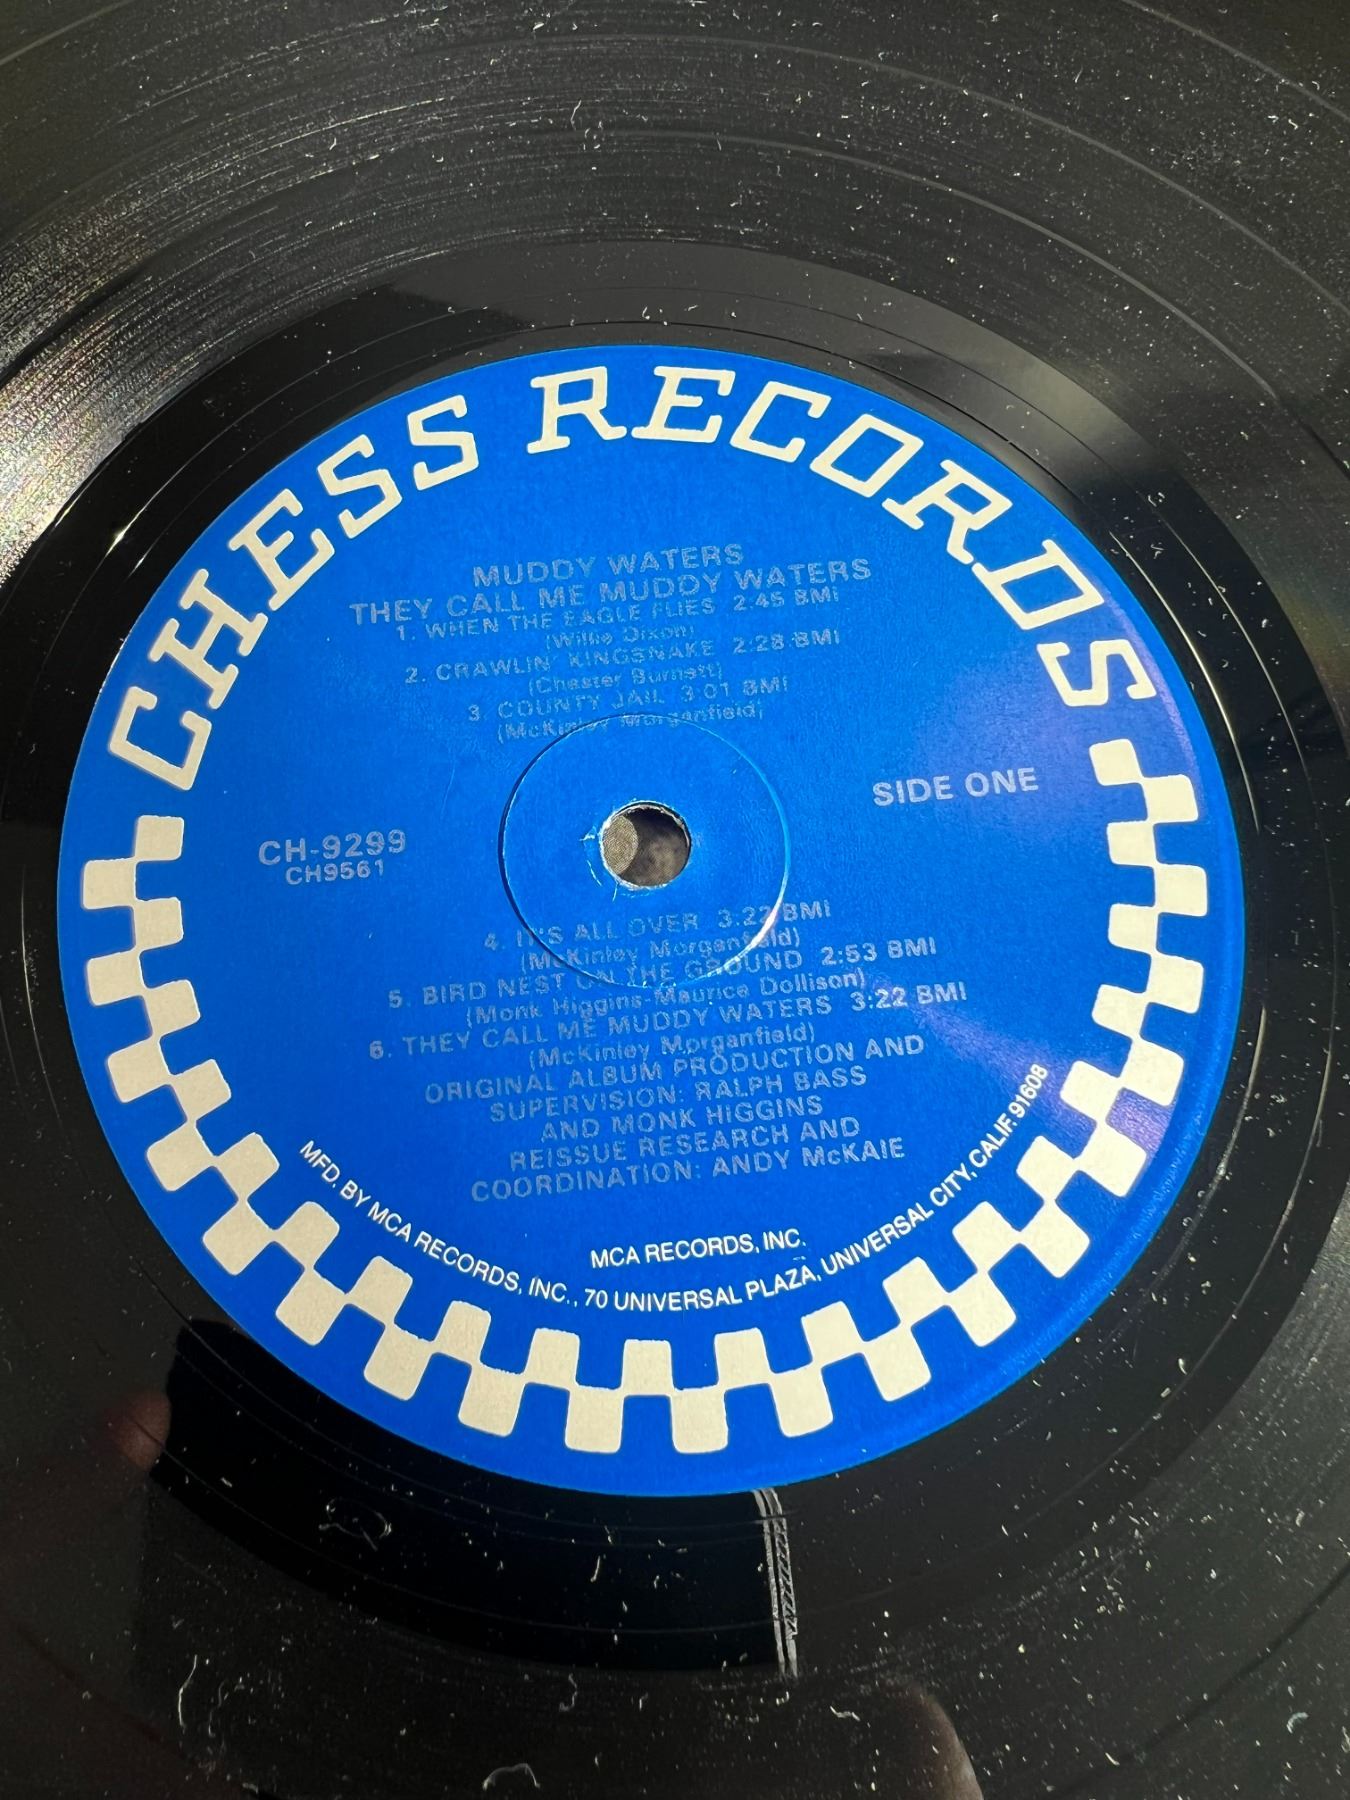 CHESS RECORDS
MUDDY WATERS
THEY CALL ME MUDDY WATERS
1. WHEN THE EAGLE FLIES 2:45 BMI
(Willie Dixon)
2. CRAWLIN' KINGSNAKE 2:28 BMI
(Chester Burnett)
3. COUNTY JAIL 3:01 BMI
(McKinley Morganfield)
SIDE ONE
CH-9299
CH9561
4. IT'S ALL OVER 3:22 BMI
(McKinley Morganfield)
5. BIRD NEST ON THE GROUND 2:53 BMI
(Monk Higgins-Maurice Dollison)
6. THEY CALL ME MUDDY WATERS 3:22 BMI
(McKinley Morganfield)
ORIGINAL ALBUM PRODUCTION AND
SUPERVISION: RALPH BASS
AND MONK HIGGINS
REISSUE RESEARCH AND
COORDINATION: ANDY McKAIE
MCA RECORDS, INC.
MFD. BY MCA RECORDS, INC., 70 UNIVERSAL PLAZA, UNIVERSAL CITY, CALIF. 91608